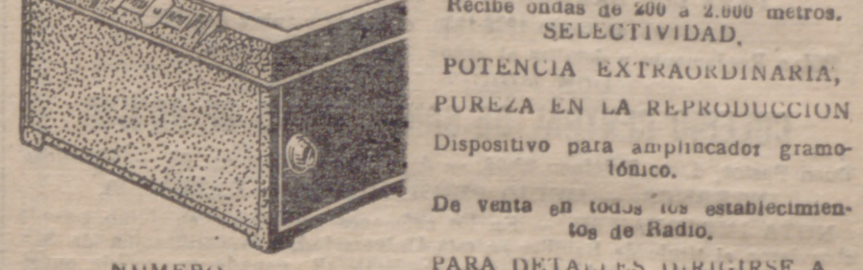 Recibe ondas de 200 a 2.000 metros.
SELECTIVIDAD,
POTENCIA EXTRAORDINARIA,
PUREZA EN LA REPRODUCCION
Dispositivo para amplificador gramo-
fónico.
De venta en todos los establecimien-
tos de Radio.
PARA DETALLES DIRIGIRSE A
NUMERO